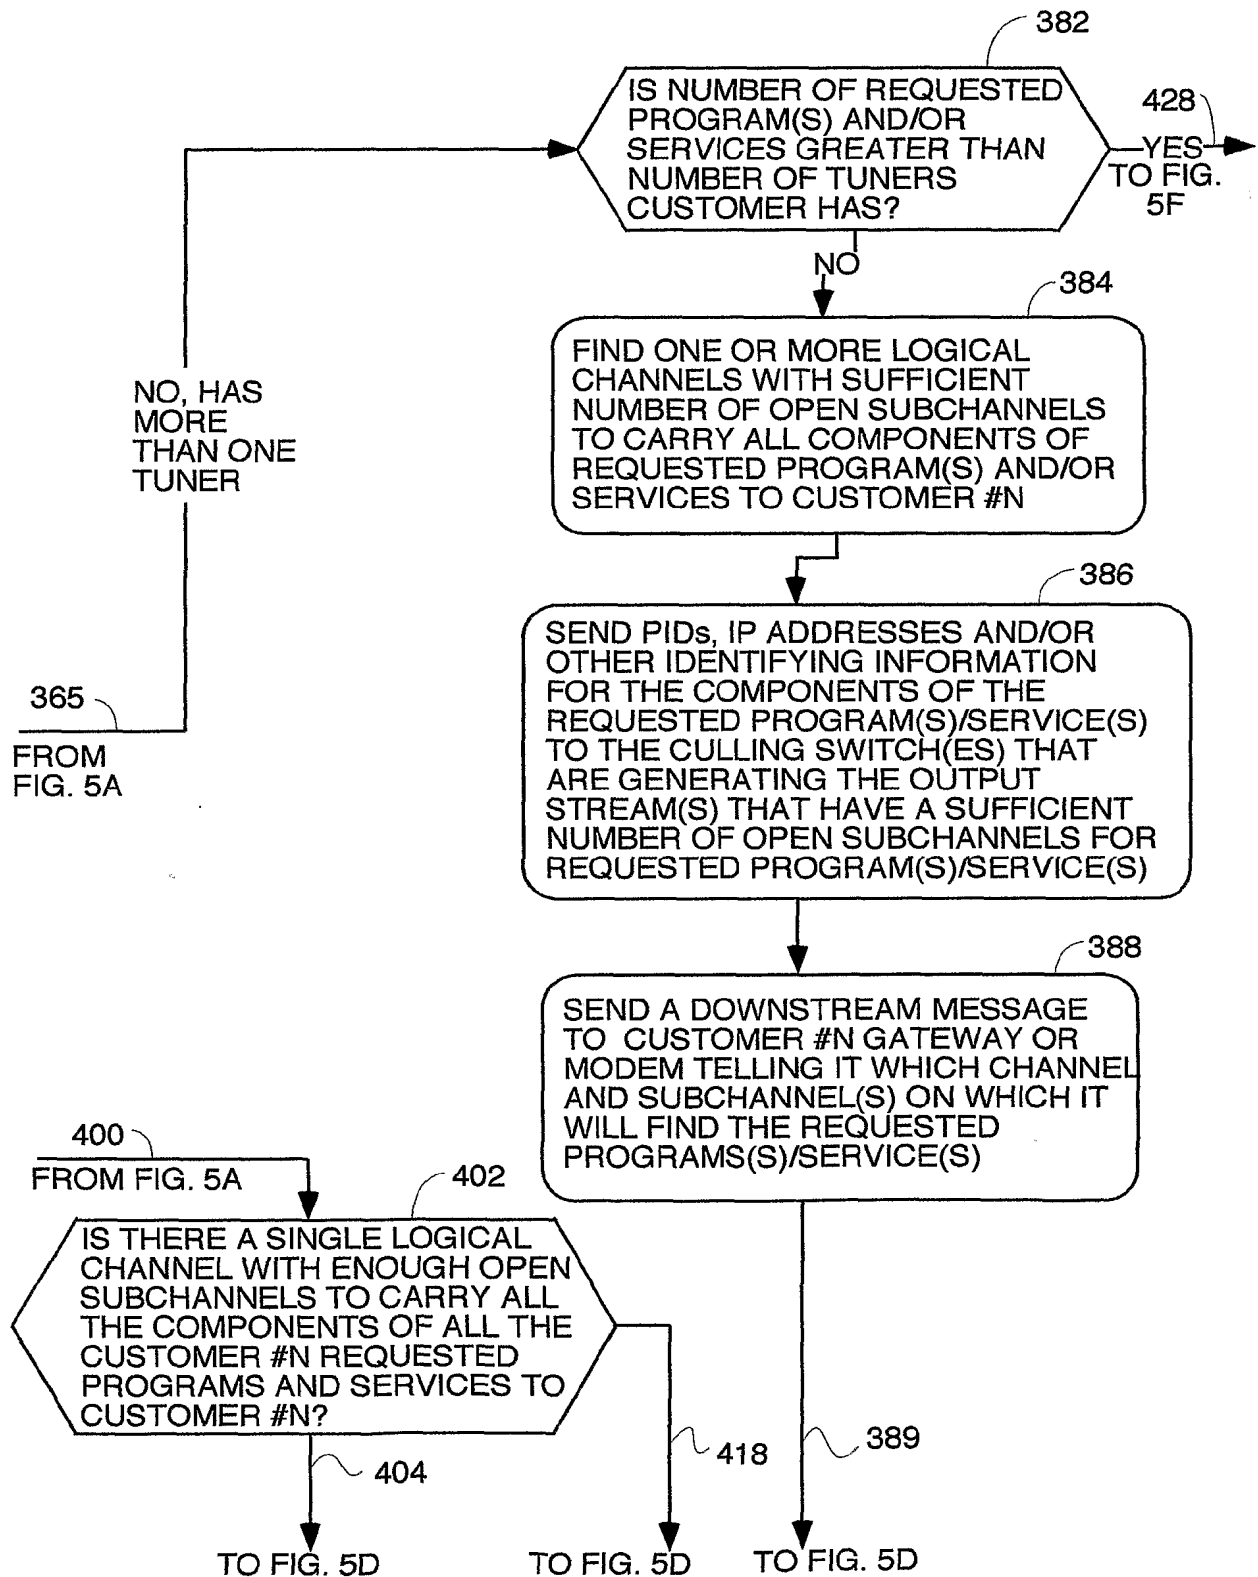 382
IS NUMBER OF REQUESTED
PROGRAM(S) AND/OR
SERVICES GREATER THAN
NUMBER OF TUNERS
CUSTOMER HAS?
428
YES
TO FIG.
5F
NO
384
FIND ONE OR MORE LOGICAL
CHANNELS WITH SUFFICIENT
NUMBER OF OPEN SUBCHANNELS
TO CARRY ALL COMPONENTS OF
REQUESTED PROGRAM(S) AND/OR
SERVICES TO CUSTOMER #N
NO, HAS
MORE
THAN ONE
TUNER
386
SEND PIDs, IP ADDRESSES AND/OR
OTHER IDENTIFYING INFORMATION
FOR THE COMPONENTS OF THE
REQUESTED PROGRAM(S)/SERVICE(S)
TO THE CULLING SWITCH(ES) THAT
ARE GENERATING THE OUTPUT
STREAM(S) THAT HAVE A SUFFICIENT
NUMBER OF OPEN SUBCHANNELS FOR
REQUESTED PROGRAM(S)/SERVICE(S)
365
FROM
FIG. 5A
388
SEND A DOWNSTREAM MESSAGE
TO CUSTOMER #N GATEWAY OR
MODEM TELLING IT WHICH CHANNEL
AND SUBCHANNEL(S) ON WHICH IT
WILL FIND THE REQUESTED
PROGRAMS(S)/SERVICE(S)
400
FROM FIG. 5A
402
IS THERE A SINGLE LOGICAL
CHANNEL WITH ENOUGH OPEN
SUBCHANNELS TO CARRY ALL
THE COMPONENTS OF ALL THE
CUSTOMER #N REQUESTED
PROGRAMS AND SERVICES TO
CUSTOMER #N?
404
418
389
TO FIG. 5D
TO FIG. 5D
TO FIG. 5D